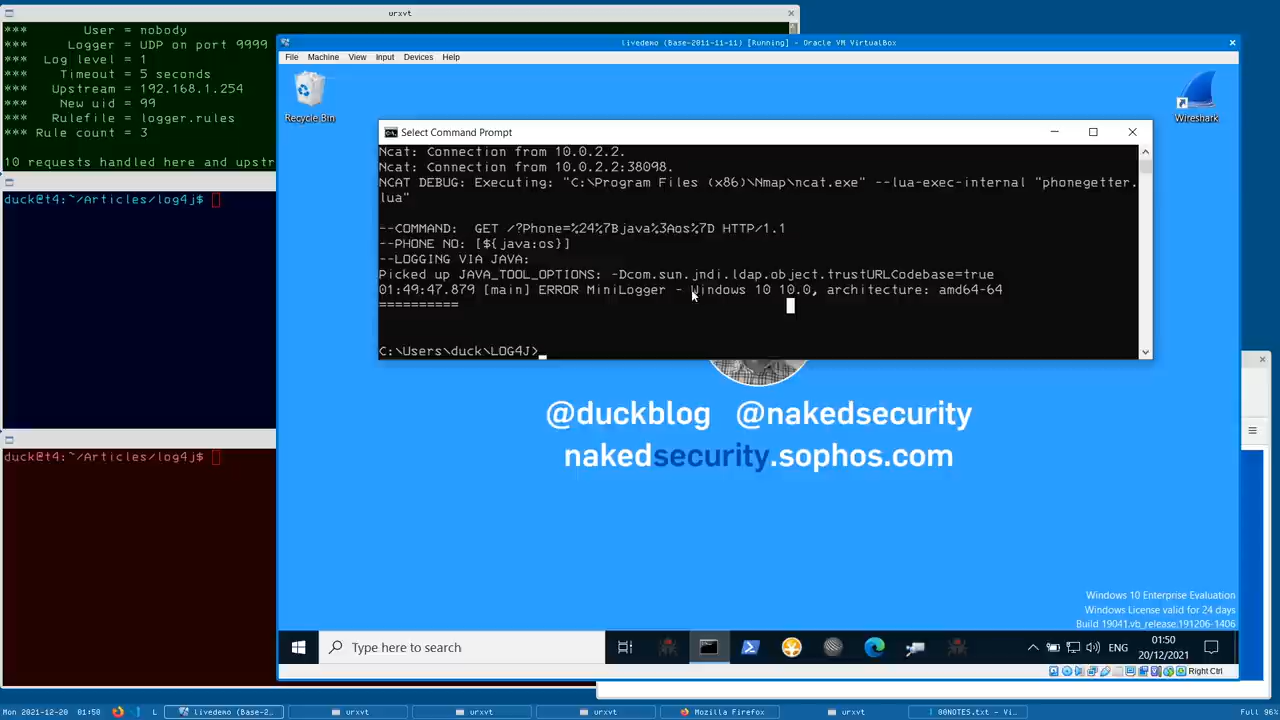 urxvt
*** User = nobody
*** Logger = UDP on port 9999
*** Log level = 1
*** Timeout = 5 seconds
*** Upstream = 192.168.1.254
*** New uid = 99
*** Rulefile = logger.rules
*** Rule count = 3
10 requests handled here and upstr
duck@t4:~/Articles/log4j$
duck@t4:~/Articles/log4j$
livedemo (Base-2011-11-11) [Running] - Oracle VM VirtualBox
File Machine View Input Devices Help
Recycle Bin
Wireshark
Select Command Prompt
Ncat: Connection from 10.0.2.2.
Ncat: Connection from 10.0.2.2:38098.
NCAT DEBUG: Executing: "C:\Program Files (x86)\Nmap\ncat.exe" --lua-exec-internal "phonegetter.
lua"
--COMMAND: GET /?Phone=%24%7Bjava%3Aos%7D HTTP/1.1
--PHONE NO: [${java:os}]
--LOGGING VIA JAVA:
Picked up JAVA_TOOL_OPTIONS: -Dcom.sun.jndi.ldap.object.trustURLCodebase=true
01:49:47.879 [main] ERROR MiniLogger - Windows 10 10.0, architecture: amd64-64
==========
C:\Users\duck\LOG4J>
@duckblog @nakedsecurity
nakedsecurity.sophos.com
Windows 10 Enterprise Evaluation
Windows License valid for 24 days
Build 19041.vb_release.191206-1406
Type here to search
ENG
01:50
20/12/2021
Right Ctrl
Mon 2021-12-20 01:50
L
livedemo (Base-2...
urxvt
urxvt
urxvt
Mozilla Firefox
urxvt
00NOTES.txt - Vi...
Full 96%